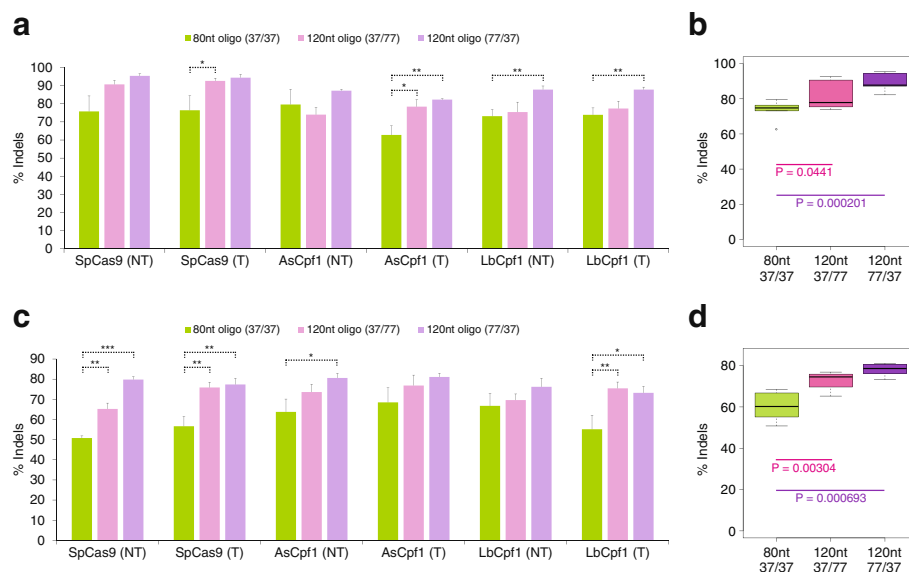 a
80nt oligo (37/37) 120nt oligo (37/77) 120nt oligo (77/37)
% Indels
100
90
80
70
60
50
40
30
20
10
0
* * ** ** **
SpCas9 (NT) SpCas9 (T) AsCpf1 (NT) AsCpf1 (T) LbCpf1 (NT) LbCpf1 (T)
b
% Indels
100
80
60
40
20
0
P = 0.0441
P = 0.000201
80nt 120nt 120nt
37/37 37/77 77/37
c
80nt oligo (37/37) 120nt oligo (37/77) 120nt oligo (77/37)
% Indels
90
80
70
60
50
40
30
20
10
0
*** ** ** ** * * **
SpCas9 (NT) SpCas9 (T) AsCpf1 (NT) AsCpf1 (T) LbCpf1 (NT) LbCpf1 (T)
d
% Indels
80
60
40
20
0
P = 0.00304
P = 0.000693
80nt 120nt 120nt
37/37 37/77 77/37